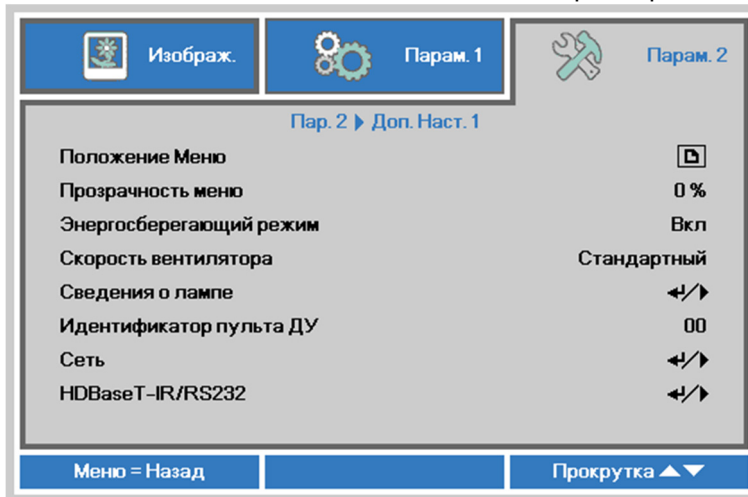 Изображ.
Парам. 1
Парам. 2
Пар. 2 ▶ Доп. Наст. 1
Положение Меню
Прозрачность меню 0 %
Энергосберегающий режим Вкл
Скорость вентилятора Стандартный
Сведения о лампе ↵/▶
Идентификатор пульта ДУ 00
Сеть ↵/▶
HDBaseT-IR/RS232 ↵/▶
Меню = Назад
Прокрутка ▲▼